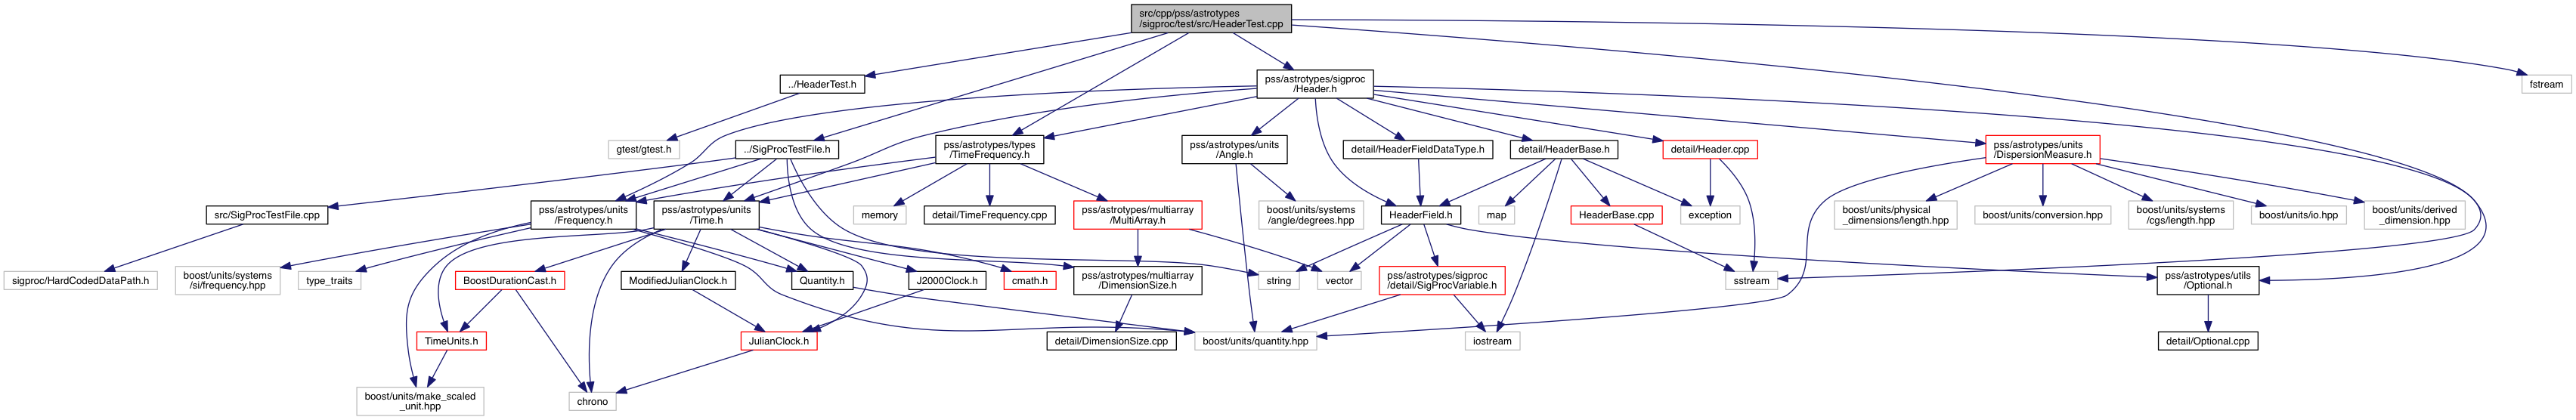 src/cpp/pss/astrotypes
/sigproc/test/src/HeaderTest.cpp
../HeaderTest.h
pss/astrotypes/sigproc
/Header.h
fstream
gtest/gtest.h
../SigProcTestFile.h
pss/astrotypes/types
/TimeFrequency.h
pss/astrotypes/units
/Angle.h
detail/HeaderFieldDataType.h
detail/HeaderBase.h
detail/Header.cpp
pss/astrotypes/units
/DispersionMeasure.h
src/SigProcTestFile.cpp
pss/astrotypes/units
/Frequency.h
pss/astrotypes/units
/Time.h
memory
detail/TimeFrequency.cpp
pss/astrotypes/multiarray
/MultiArray.h
boost/units/systems
/angle/degrees.hpp
HeaderField.h
map
HeaderBase.cpp
exception
boost/units/physical
_dimensions/length.hpp
boost/units/conversion.hpp
boost/units/systems
/cgs/length.hpp
boost/units/io.hpp
boost/units/derived
_dimension.hpp
sigproc/HardCodedDataPath.h
boost/units/systems
/si/frequency.hpp
type_traits
BoostDurationCast.h
ModifiedJulianClock.h
Quantity.h
J2000Clock.h
cmath.h
pss/astrotypes/multiarray
/DimensionSize.h
string
vector
pss/astrotypes/sigproc
/detail/SigProcVariable.h
sstream
pss/astrotypes/utils
/Optional.h
TimeUnits.h
JulianClock.h
detail/DimensionSize.cpp
boost/units/quantity.hpp
iostream
detail/Optional.cpp
boost/units/make_scaled
_unit.hpp
chrono